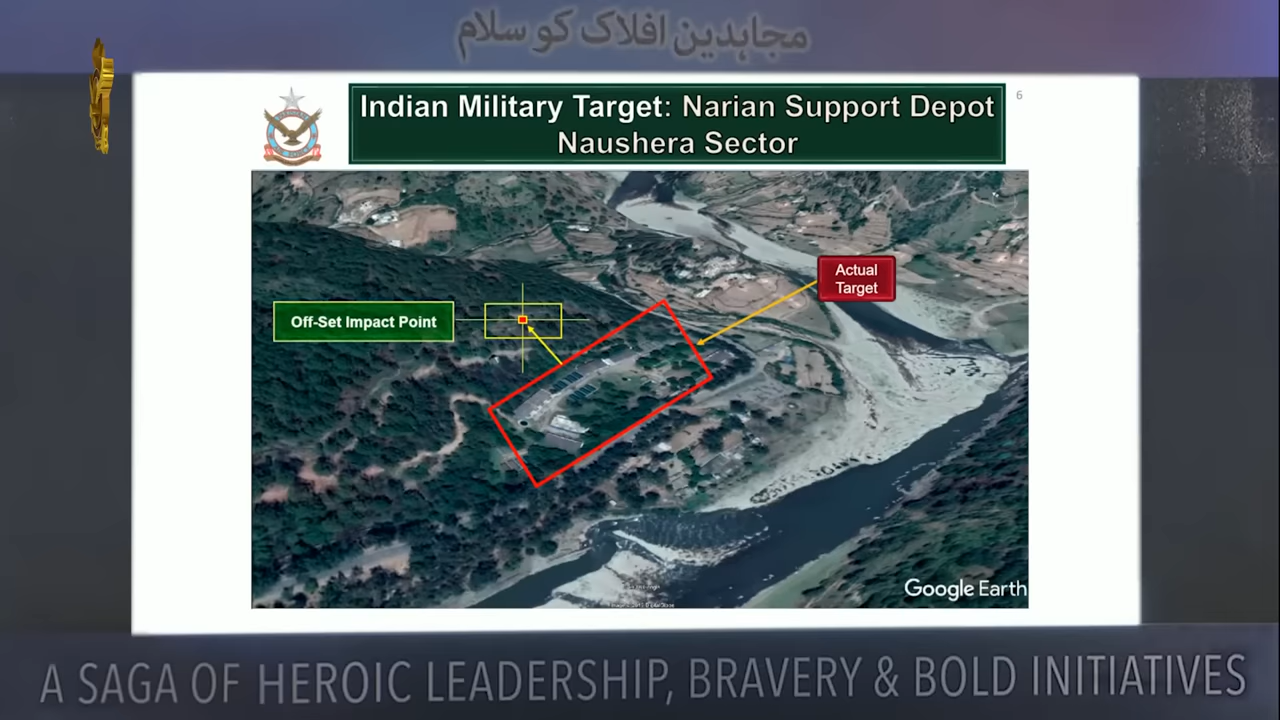 مجاہدین افلاک کو سلام
6
Indian Military Target: Narian Support Depot
Naushera Sector
Actual
Target
Off-Set Impact Point
Google Earth
A SAGA OF HEROIC LEADERSHIP, BRAVERY & BOLD INITIATIVES